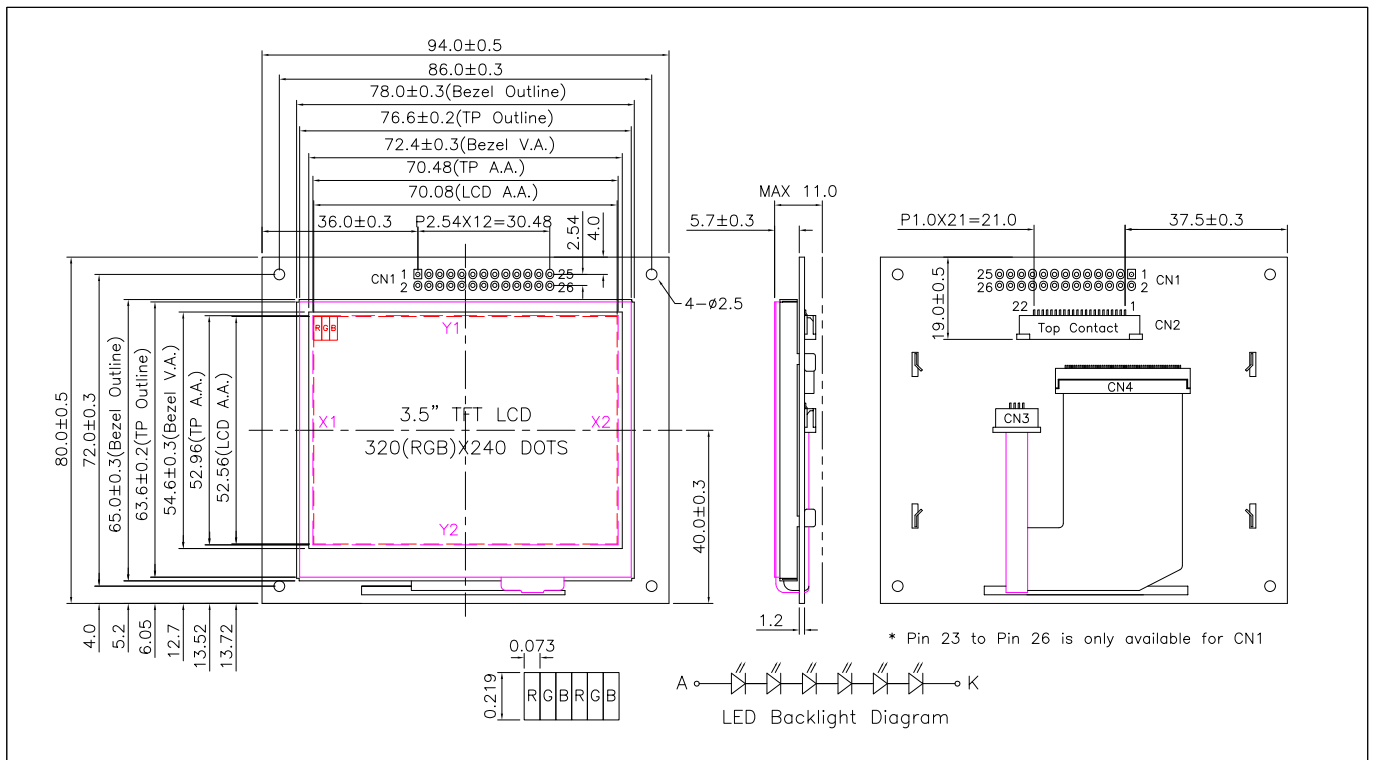 94.0±0.5
86.0±0.3
78.0±0.3(Bezel Outline)
76.6±0.2(TP Outline)
72.4±0.3(Bezel V.A.)
70.48(TP A.A.)
70.08(LCD A.A.)
36.0±0.3
P2.54X12=30.48
2.54
4.0
CN1
1
2
25
26
4-ø2.5
80.0±0.5
72.0±0.3
65.0±0.3(Bezel Outline)
63.6±0.2(TP Outline)
54.6±0.3(Bezel V.A.)
52.96(TP A.A.)
52.56(LCD A.A.)
R G B
Y1
X1
X2
3.5” TFT LCD
320(RGB)X240 DOTS
Y2
40.0±0.3
4.0
5.2
6.05
12.7
13.52
13.72
MAX 11.0
5.7±0.3
1.2
P1.0X21=21.0
37.5±0.3
19.0±0.5
25
26
1
2
CN1
22
1
Top Contact
CN2
CN4
CN3
* Pin 23 to Pin 26 is only available for CN1
0.073
0.219
R G B R G B
A
K
LED Backlight Diagram